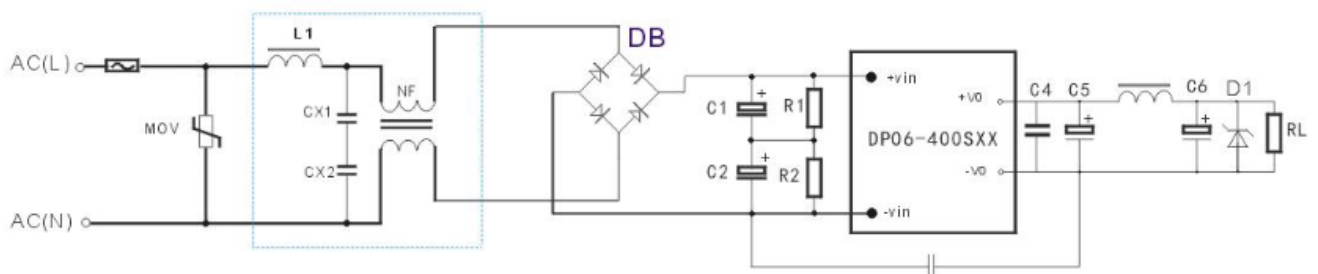 L1
DB
AC(L)
NF
+vin
C1
R1
+V0
C4
C5
C6
D1
MOV
CX1
DP06-400SXX
RL
CX2
C2
R2
-V0
AC(N)
-vin
+
+
+
+